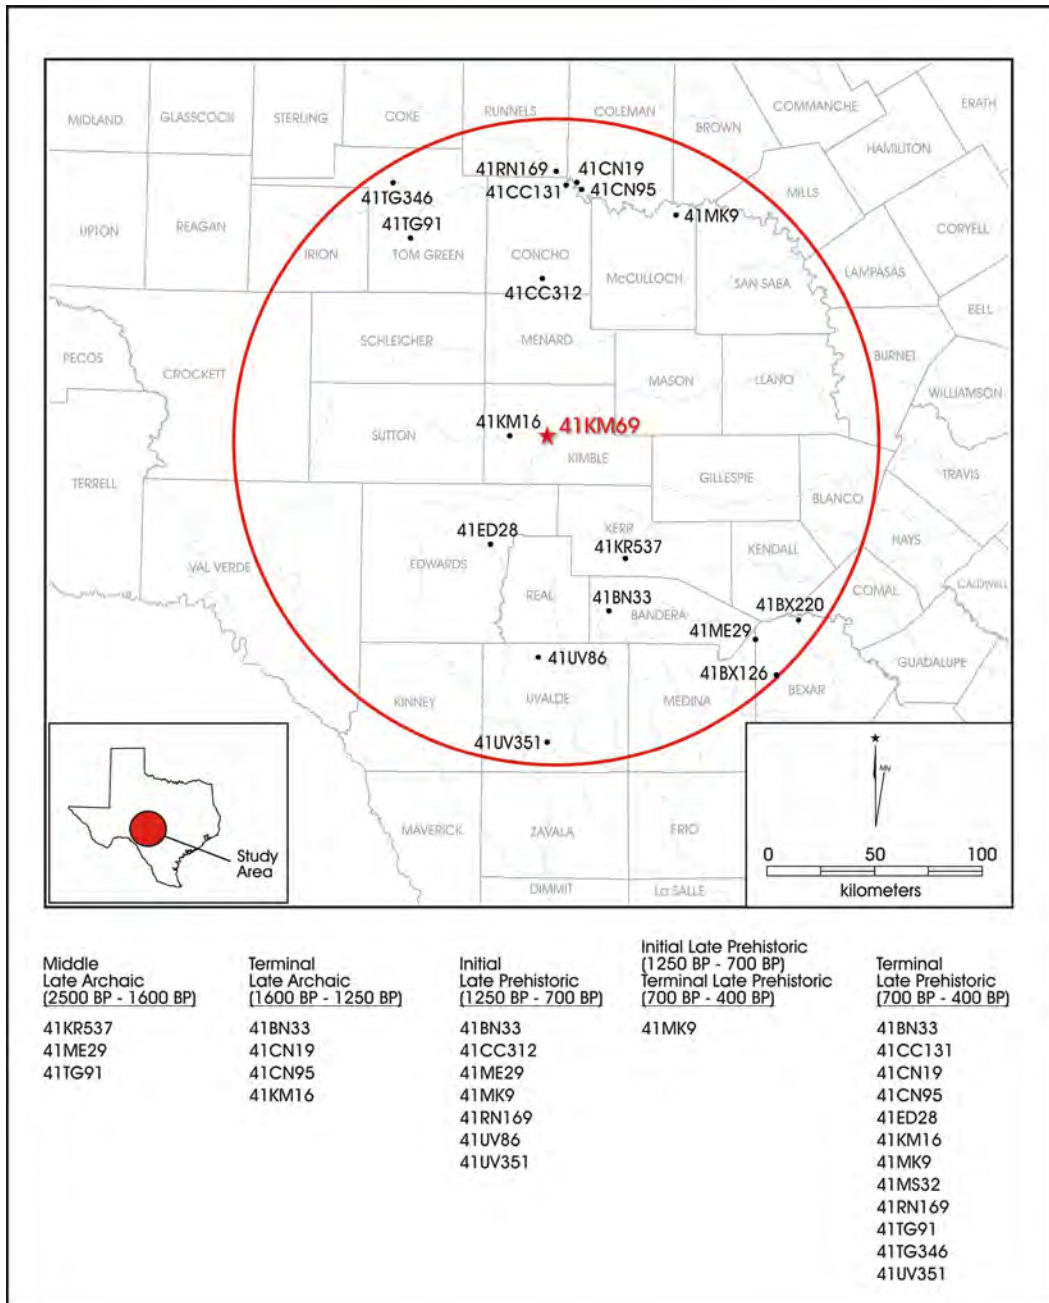 MIDLAND
GLASSCOCK
STERLING
COKE
RUNNELS
COLEMAN
BROWN
COMMANCHE
ERATH
HAMILITON
MILLS
41RN169
41CN19
41CC131
41CN95
41TG346
41MK9
41TG91
UPTON
REAGAN
IRION
TOM GREEN
CONCHO
McCULLOCH
SAN SABA
LAMPASAS
CORYELL
41CC312
BELL
SCHLEICHER
MENARD
PECOS
CROCKETT
MASON
LLANO
BURNET
WILLIAMSON
41KM16
41KM69
SUTTON
KIMBLE
TERRELL
GILLESPIE
BLANCO
TRAVIS
41ED28
KERR
41KR537
KENDALL
HAYS
VAL VERDE
EDWARDS
REAL
41BN33
BANDERA
41BX220
COMAL
CALDWELL
41ME29
41UV86
41BX126
GUADALUPE
KINNEY
UVALDE
MEDINA
BEXAR
41UV351
MN
MAVERICK
ZAVALA
FRIO
DIMMIT
La SALLE
Study
Area
0 50 100
kilometers
Middle
Late Archaic
(2500 BP - 1600 BP)
41KR537
41ME29
41TG91
Terminal
Late Archaic
(1600 BP - 1250 BP)
41BN33
41CN19
41CN95
41KM16
Initial
Late Prehistoric
(1250 BP - 700 BP)
41BN33
41CC312
41ME29
41MK9
41RN169
41UV86
41UV351
Initial Late Prehistoric
(1250 BP - 700 BP)
Terminal Late Prehistoric
(700 BP - 400 BP)
41MK9
Terminal
Late Prehistoric
(700 BP - 400 BP)
41BN33
41CC131
41CN19
41CN95
41ED28
41KM16
41MK9
41MS32
41RN169
41TG91
41TG346
41UV351